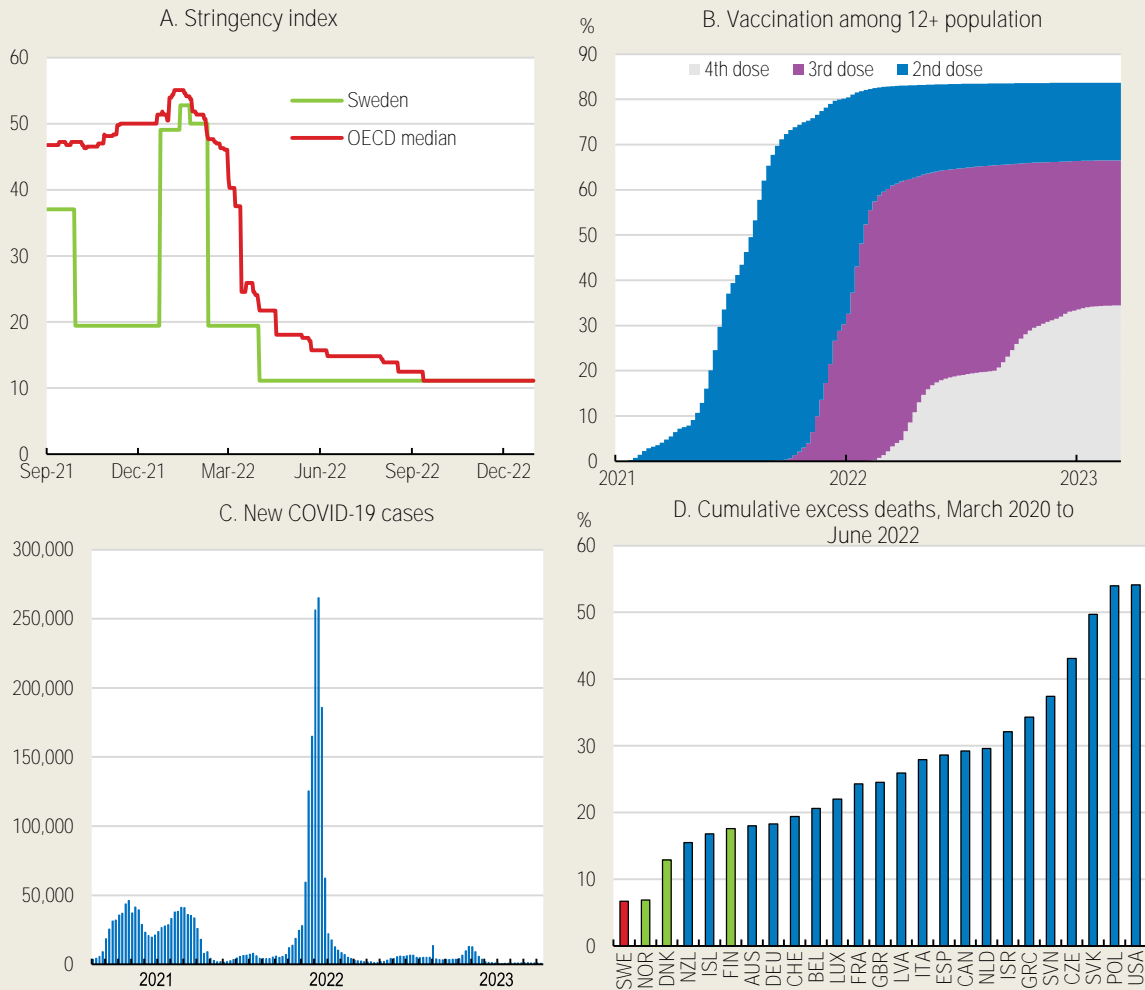 A. Stringency index
60
50
40
30
20
10
0
Sep-21 Dec-21 Mar-22 Jun-22 Sep-22 Dec-22
Sweden
OECD median
B. Vaccination among 12+ population
%
90
80
70
60
50
40
30
20
10
0
2021 2022 2023
4th dose 3rd dose 2nd dose
C. New COVID-19 cases
300,000
250,000
200,000
150,000
100,000
50,000
0
2021 2022 2023
D. Cumulative excess deaths, March 2020 to
June 2022
%
60
50
40
30
20
10
0
SWE
NOR
DNK
NZL
ISL
FIN
AUS
DEU
CHE
BEL
LUX
FRA
GBR
LVA
ITA
ESP
CAN
NLD
ISR
GRC
SVN
CZE
SVK
POL
USA